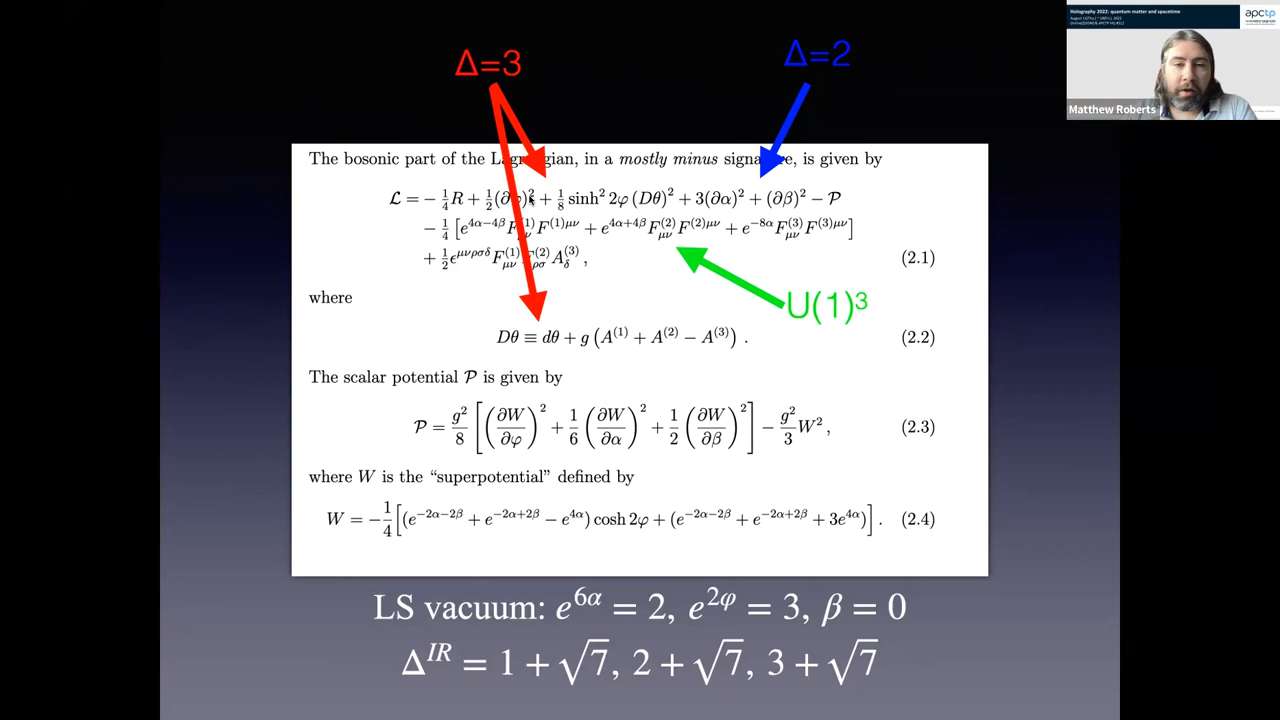 Holography 2022: quantum matter and spacetime
apctp
Matthew Roberts
Δ=3
Δ=2
The bosonic part of the Lagrangian, in a mostly minus signature, is given by
ℒ = − ¼R + ½(∂φ)² + ⅛ sinh² 2φ (Dθ)² + 3(∂α)² + (∂β)² − 𝒫
− ¼ [e^{4α−4β} F^{(1)}_{μν} F^{(1)μν} + e^{4α+4β} F^{(2)}_{μν} F^{(2)μν} + e^{−8α} F^{(3)}_{μν} F^{(3)μν}]
+ ½ ϵ^{μνρσδ} F^{(1)}_{μν} F^{(2)}_{ρσ} A^{(3)}_δ , (2.1)
where
U(1)³
Dθ ≡ dθ + g (A^{(1)} + A^{(2)} − A^{(3)}) . (2.2)
The scalar potential 𝒫 is given by
𝒫 = g²/8 [(∂W/∂φ)² + 1/6 (∂W/∂α)² + 1/2 (∂W/∂β)²] − g²/3 W² , (2.3)
where W is the “superpotential” defined by
W = −1/4 [(e^{−2α−2β} + e^{−2α+2β} − e^{4α}) cosh 2φ + (e^{−2α−2β} + e^{−2α+2β} + 3e^{4α})] . (2.4)
LS vacuum: e^{6α} = 2, e^{2φ} = 3, β = 0
Δ^{IR} = 1 + √7, 2 + √7, 3 + √7